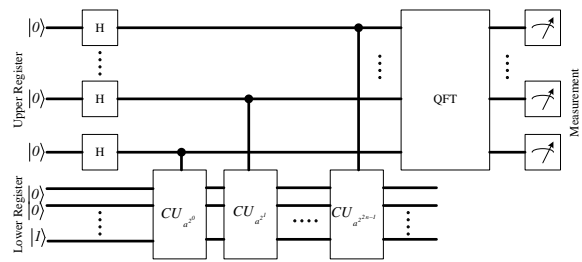 |0⟩ H
|0⟩ H QFT
|0⟩ H
Upper Register
Measurement
|0⟩
|0⟩ CU_{a^{2^0}} CU_{a^{2^1}} CU_{a^{2^{2n-1}}}
|1⟩
Lower Register